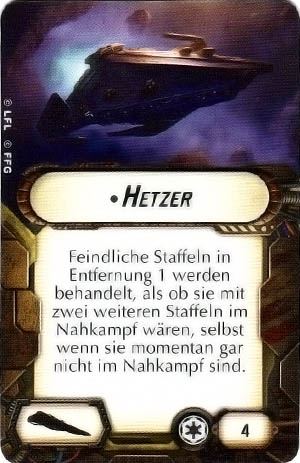 © LFL © FFG
• HETZER
Feindliche Staffeln in
Entfernung 1 werden
behandelt, als ob sie mit
zwei weiteren Staffeln im
Nahkampf wären, selbst
wenn sie momentan gar
nicht im Nahkampf sind.
4